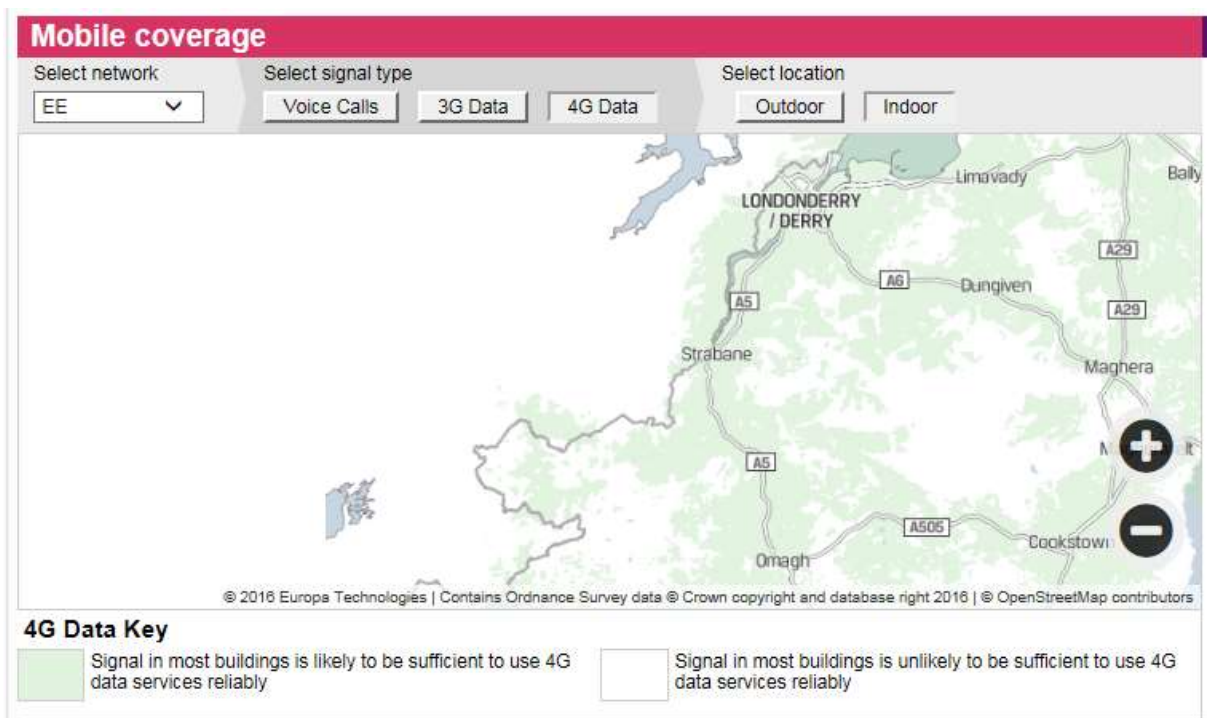 Mobile coverage
Select network
Select signal type
Select location
EE
Voice Calls
3G Data
4G Data
Outdoor
Indoor
Limavady
Bally
LONDONDERRY
/ DERRY
A29
A6
Dungiven
A5
A29
Strabane
Maghera
A5
A505
Cookstown
Omagh
© 2016 Europa Technologies | Contains Ordnance Survey data © Crown copyright and database right 2016 | © OpenStreetMap contributors
4G Data Key
Signal in most buildings is likely to be sufficient to use 4G
data services reliably
Signal in most buildings is unlikely to be sufficient to use 4G
data services reliably